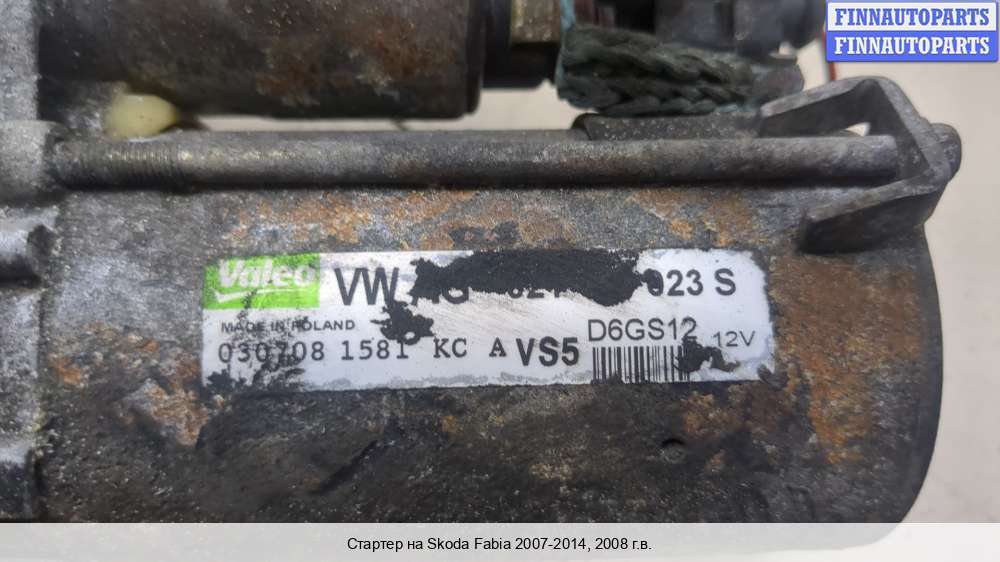 FINNAUTOPARTS
FINNAUTOPARTS
Valeo VW 023 S
MADE IN POLAND
D6GS12 12V
030708 1581 KC A VS5
Стартер на Skoda Fabia 2007-2014, 2008 г.в.